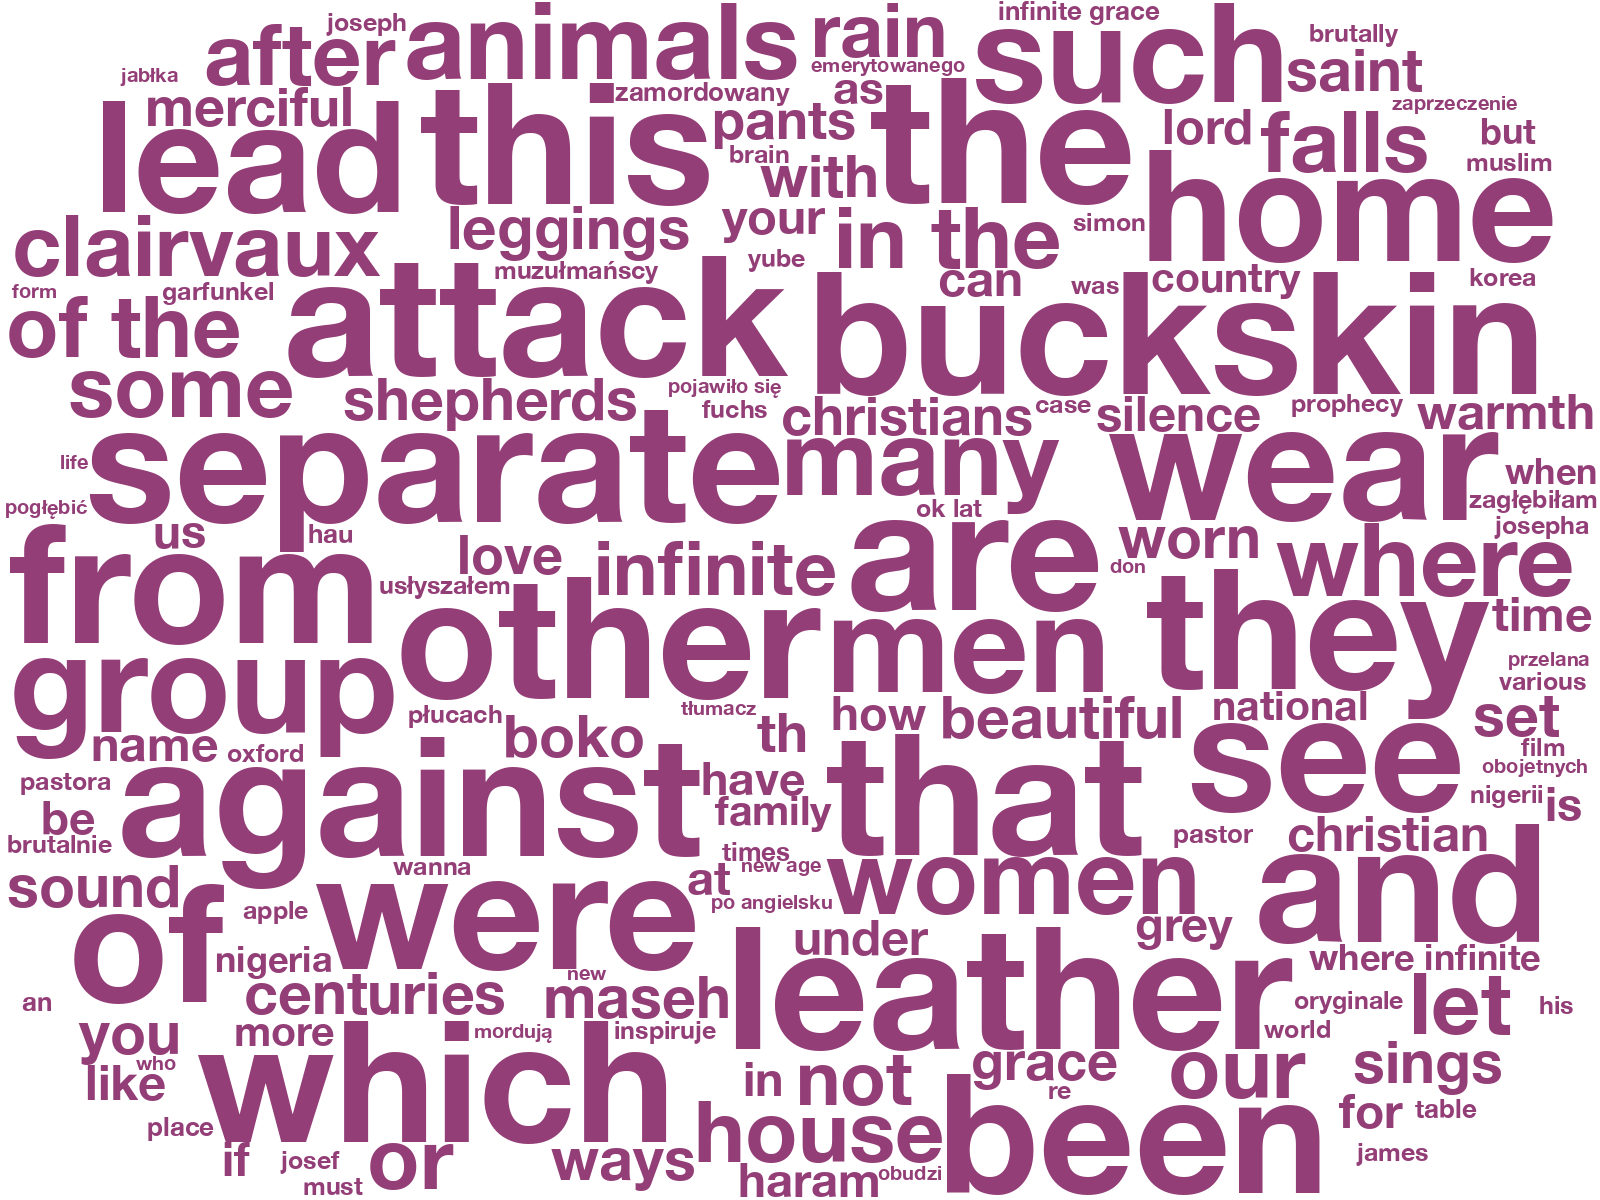 joseph
after
animals
rain
infinite grace
such
brutally
saint
jabłka
emerytowanego
merciful
zamordowany
as
zaprzeczenie
lead
this
pants
the
lord
falls
but
brain
with
muslim
home
clairvaux
leggings
your
in the
simon
muzułmańscy
yube
can
was
country
korea
form
garfunkel
of the
attack
buckskin
some
shepherds
pojawiło się
fuchs
christians
case
silence
prophecy
warmth
life
separate
many
wear
when
pogłębić
us
hau
ok lat
zagłębiłam
josepha
from
love
infinite
are
worn
where
usłyszałem
don
other
men
they
time
group
przelana
various
płucach
tłumacz
how
beautiful
national
set
name
oxford
boko
th
see
film
obojetnych
pastora
against
have
that
nigerii
is
be
family
brutalnie
pastor
christian
wanna
times
new age
women
and
sound
at
po angielsku
of
apple
were
leather
under
grey
nigeria
where infinite
new
an
centuries
maseh
oryginale
let
his
you
more
mordują
inspiruje
world
who
which
grace
our
sings
like
in
not
re
place
house
been
for
table
if
josef
or
ways
james
must
haram
obudzi